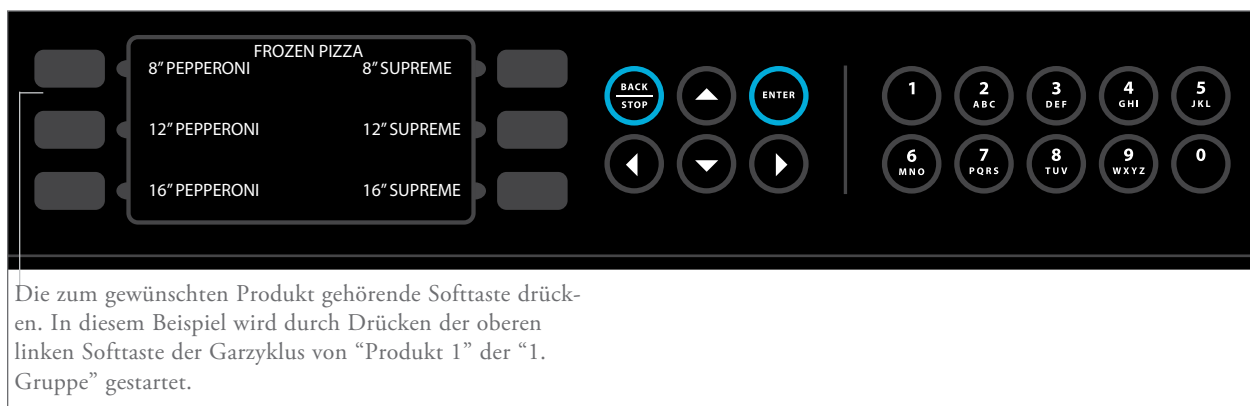 FROZEN PIZZA
8” PEPPERONI 8” SUPREME
12” PEPPERONI 12” SUPREME
16” PEPPERONI 16” SUPREME
BACK
STOP
ENTER
1 2 3 4 5
ABC DEF GHI JKL
6 7 8 9 0
MNO PQRS TUV WXYZ
Die zum gewünschten Produkt gehörende Softtaste drück-
en. In diesem Beispiel wird durch Drücken der oberen
linken Softtaste der Garzyklus von “Produkt 1” der “1.
Gruppe” gestartet.